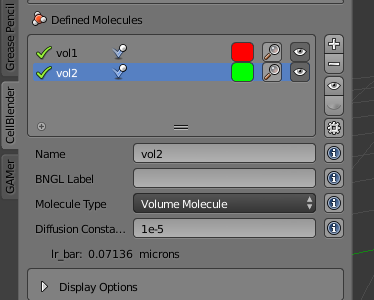 Grease Pencil
CellBlender
GAMer
Defined Molecules
vol1
vol2
Name vol2
BNGL Label
Molecule Type Volume Molecule
Diffusion Consta... 1e-5
lr_bar: 0.07136 microns
Display Options